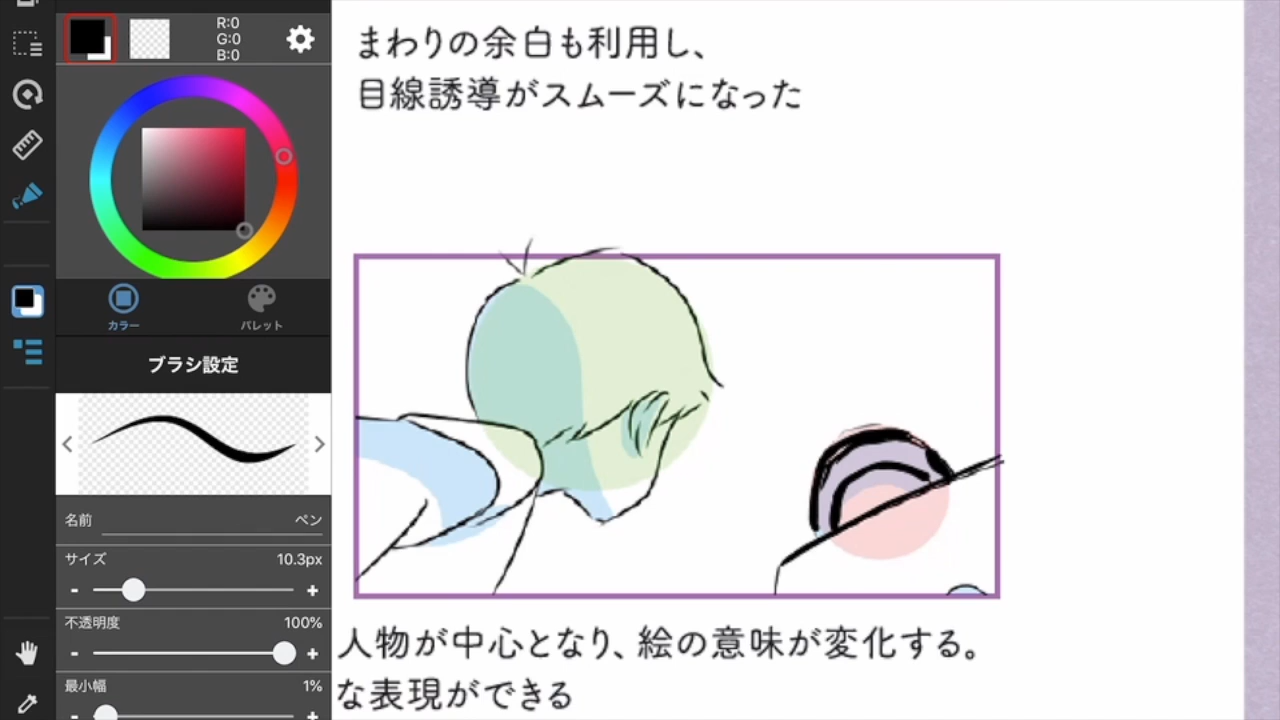 R:0
G:0
B:0
カラー
パレット
ブラシ設定
名前
ペン
サイズ
10.3px
-
+
不透明度
100%
-
+
最小幅
1%
-
+
まわりの余白も利用し、
目線誘導がスムーズになった
人物が中心となり、絵の意味が変化する。
な表現ができる